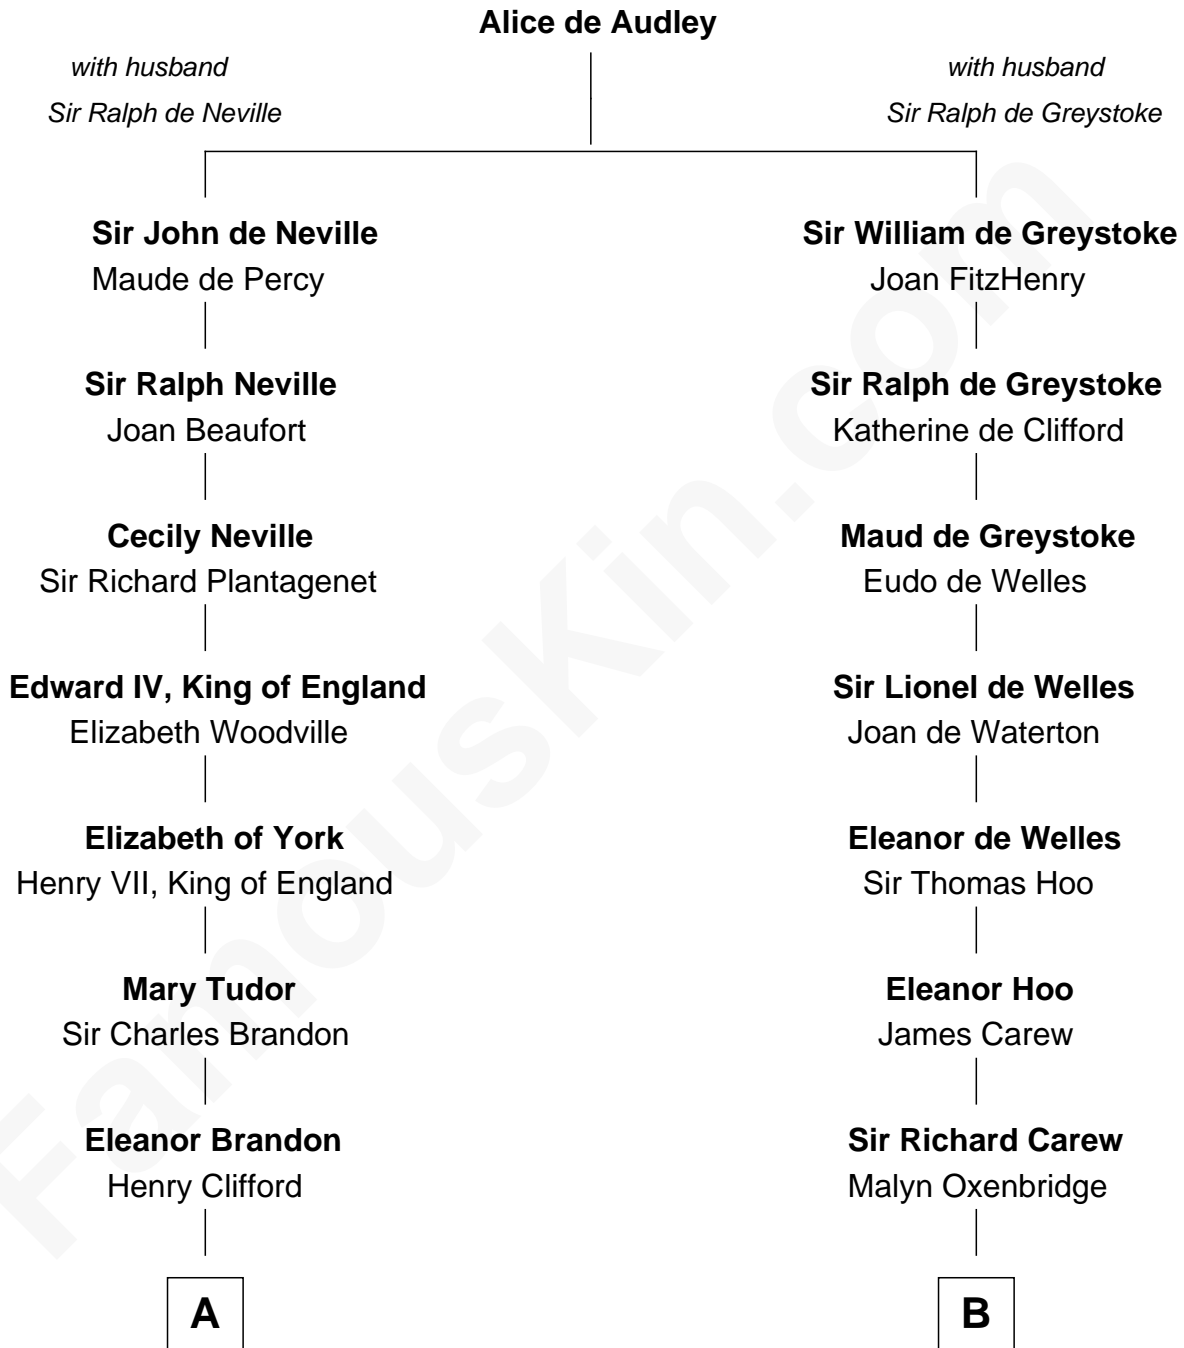 Alice de Audley
with husband
Sir Ralph de Neville
with husband
Sir Ralph de Greystoke
Sir John de Neville
Maude de Percy
Sir William de Greystoke
Joan FitzHenry
Sir Ralph Neville
Joan Beaufort
Sir Ralph de Greystoke
Katherine de Clifford
Cecily Neville
Sir Richard Plantagenet
Maud de Greystoke
Eudo de Welles
Edward IV, King of England
Elizabeth Woodville
Sir Lionel de Welles
Joan de Waterton
Elizabeth of York
Henry VII, King of England
Eleanor de Welles
Sir Thomas Hoo
Mary Tudor
Sir Charles Brandon
Eleanor Hoo
James Carew
Eleanor Brandon
Henry Clifford
Sir Richard Carew
Malyn Oxenbridge
A
B
FamousKin.com